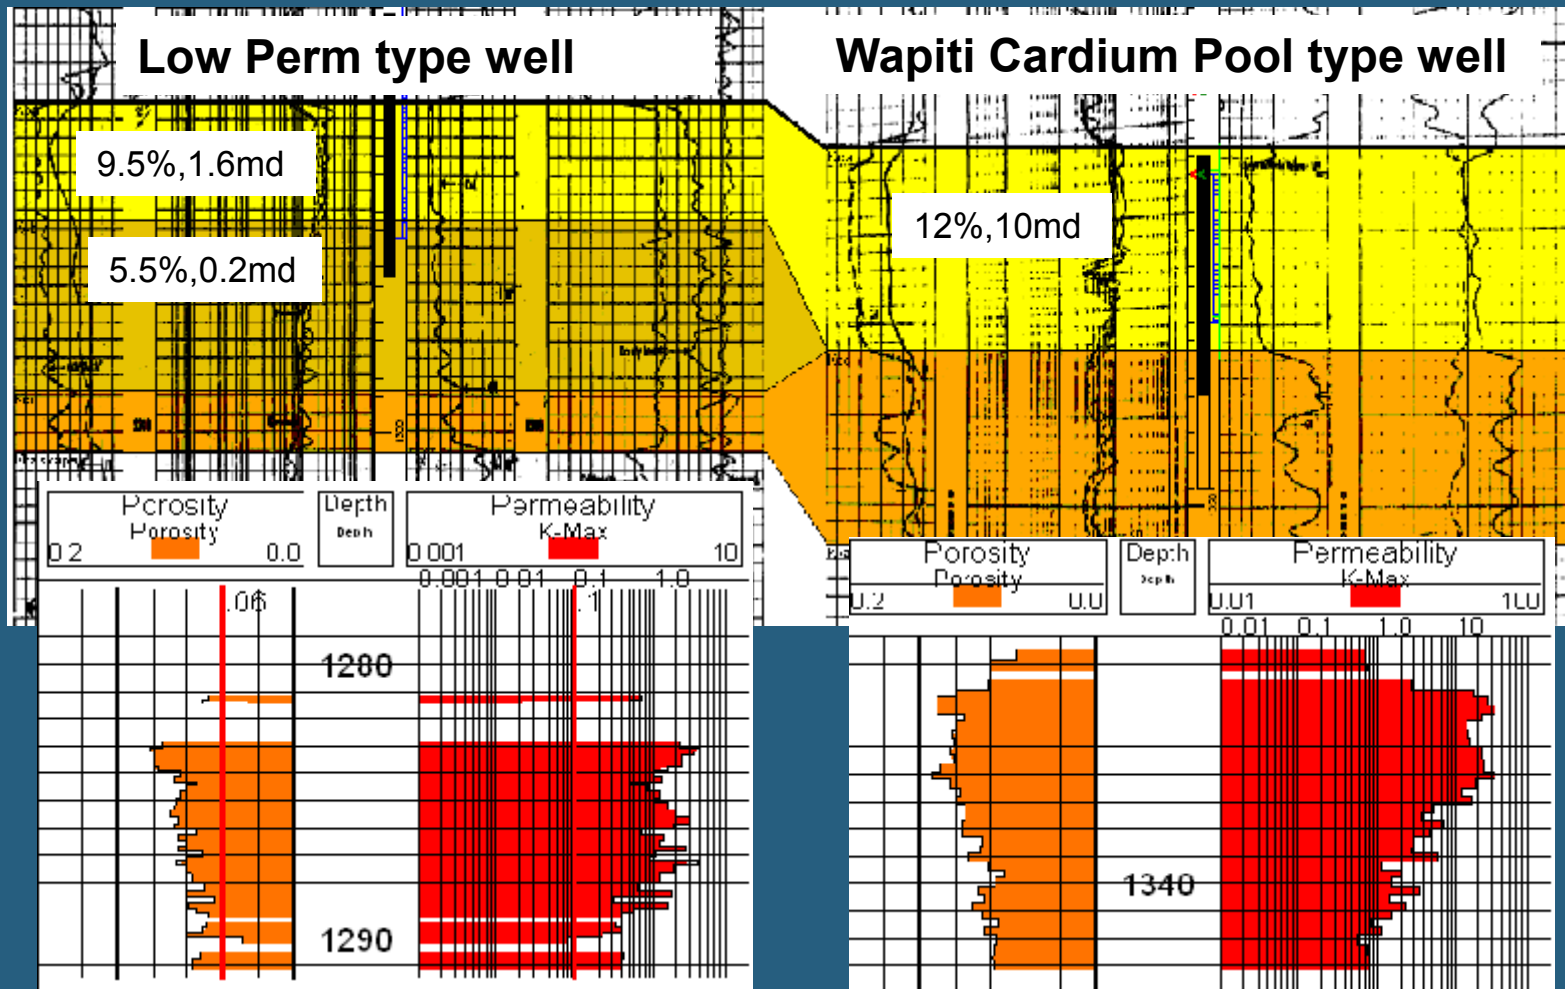 Low Perm type well
Wapiti Cardium Pool type well
9.5%,1.6md
5.5%,0.2md
12%,10md
Porosity
Porosity
0.2
0.0
Depth
Depth
Permeability
K-Max
0.001
10
0.001 0.01 0.1 1.0
.06
.1
1280
1290
Porosity
Porosity
0.2
0.0
Depth
Depth
Permeability
K-Max
0.01
0.01 0.1 1.0 10
1340